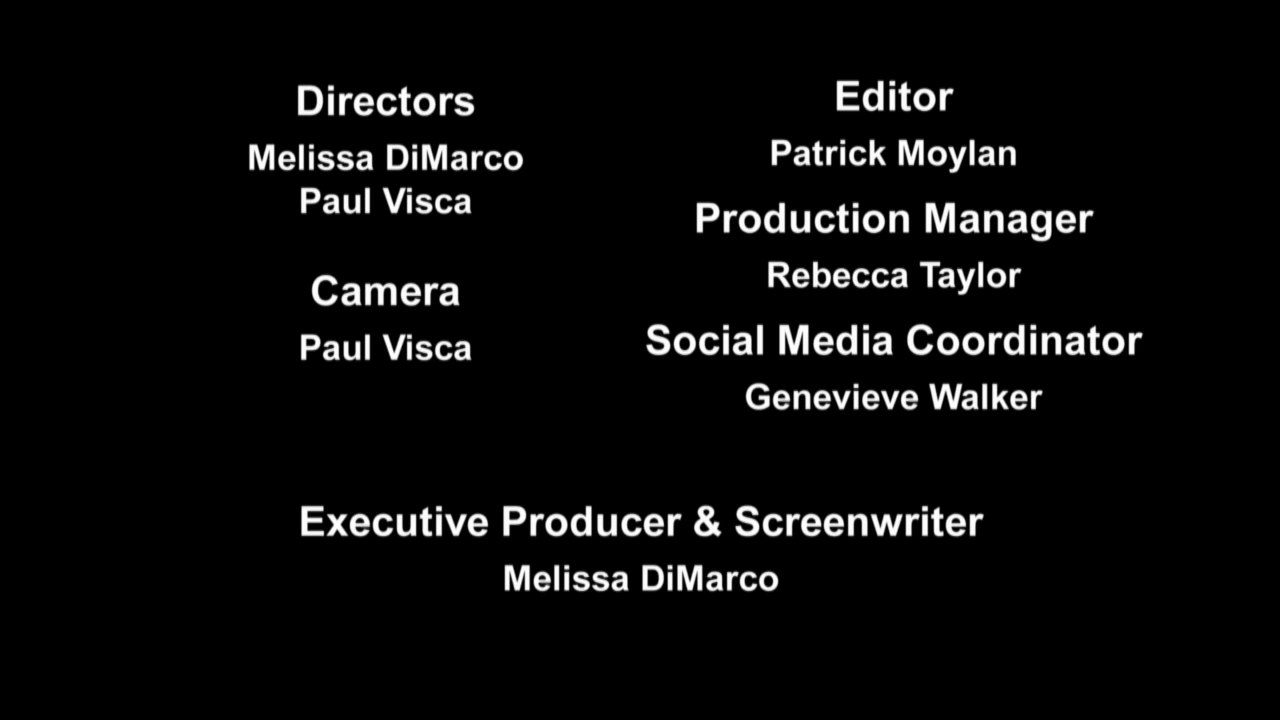 Directors
Melissa DiMarco
Paul Visca
Camera
Paul Visca
Editor
Patrick Moylan
Production Manager
Rebecca Taylor
Social Media Coordinator
Genevieve Walker
Executive Producer & Screenwriter
Melissa DiMarco